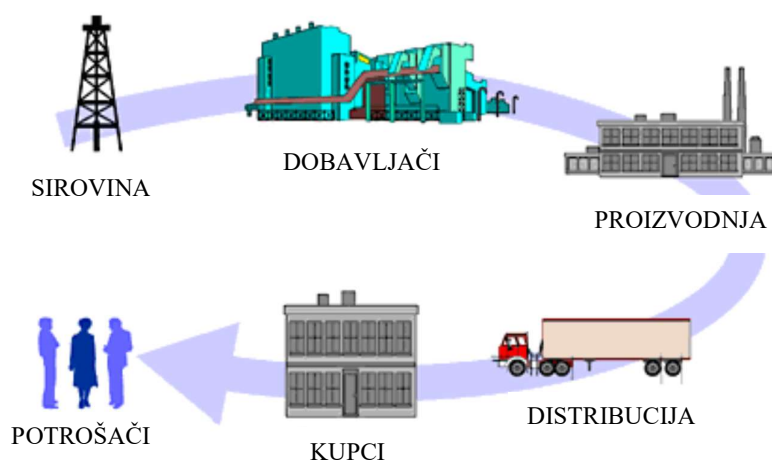 SIROVINA
DOBAVLJAČI
PROIZVODNJA
DISTRIBUCIJA
KUPCI
POTROŠAČI